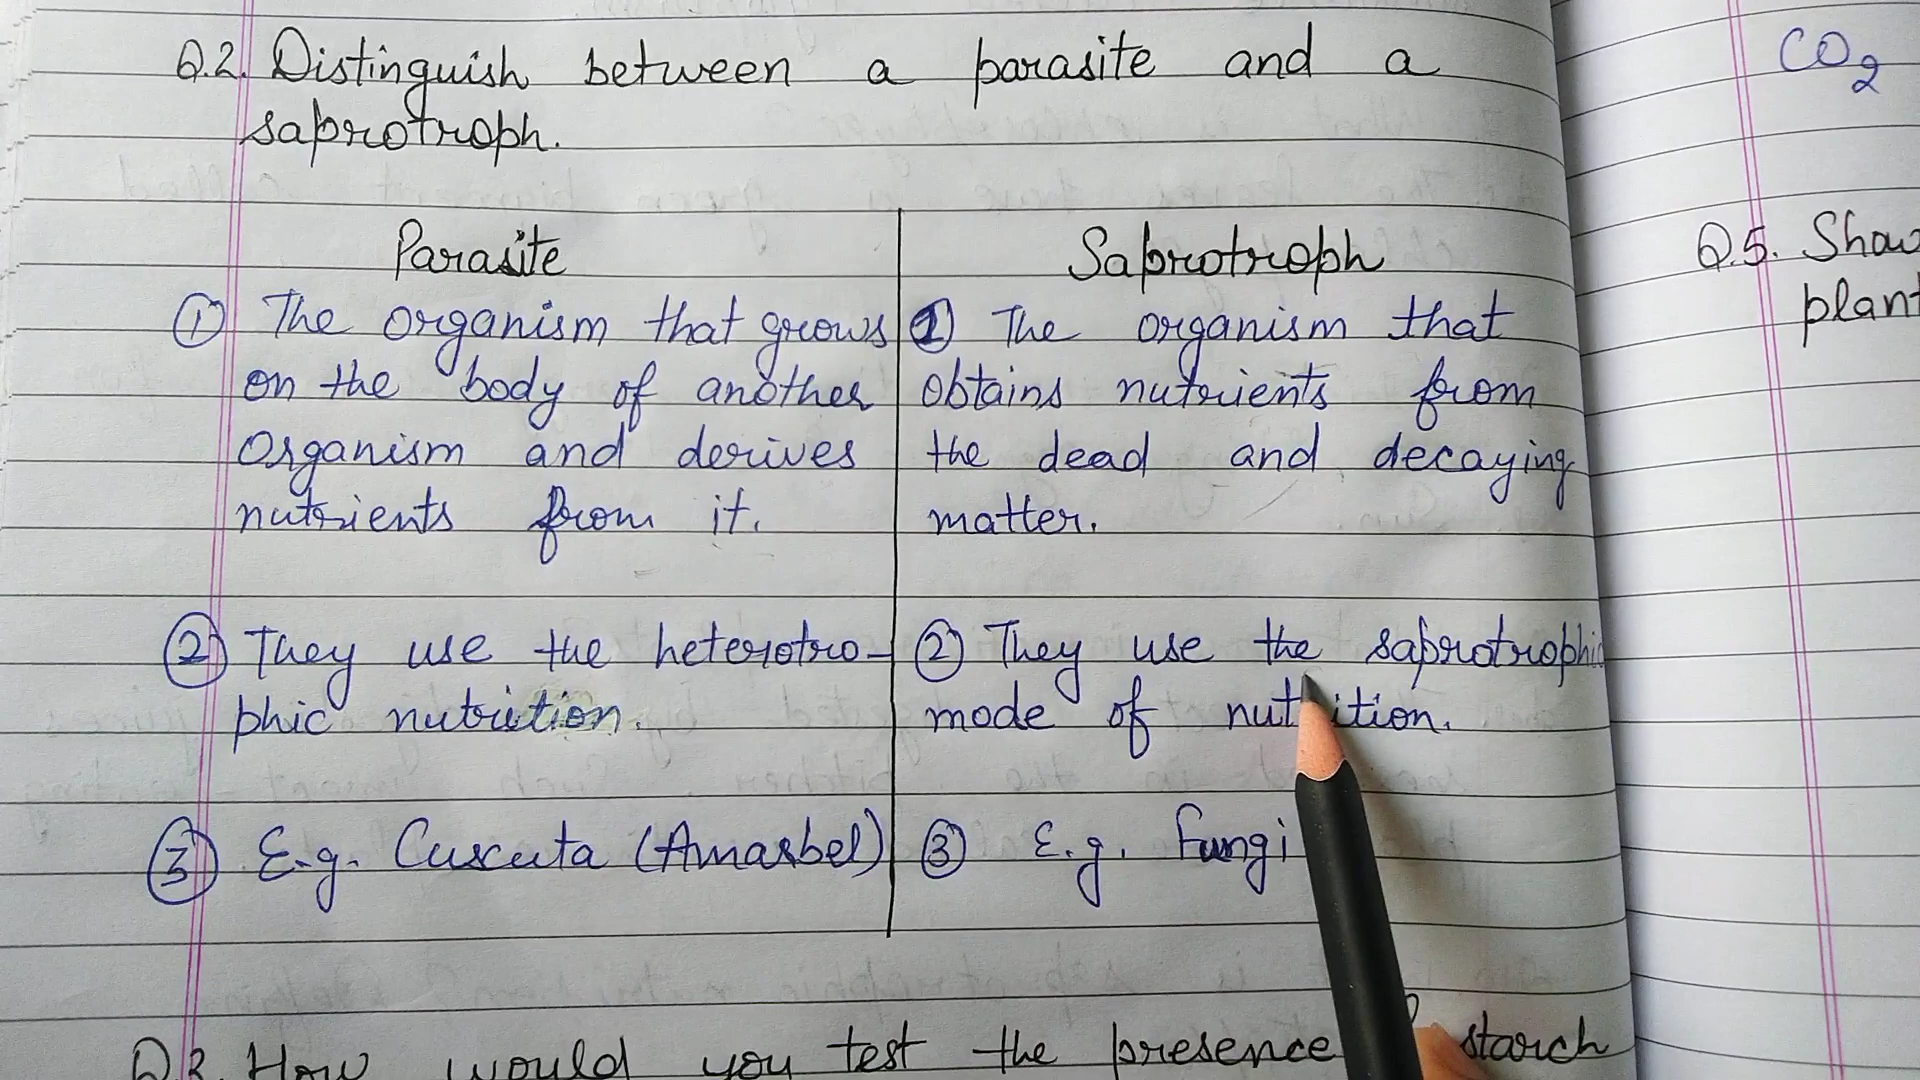 Q.2. Distinguish between a parasite and a
saprotroph.
Parasite
① The organism that grows
on the body of another
organism and derives
nutrients from it.
② They use the heterotro-
phic nutrition.
③ E.g. Cuscuta (Amarbel)
Saprotroph
① The organism that
obtains nutrients from
the dead and decaying
matter.
② They use the saprotrophic
mode of nutrition.
③ E.g. Fungi
Q.3. How would you test the presence starch
CO2
Q.5. Show
plant